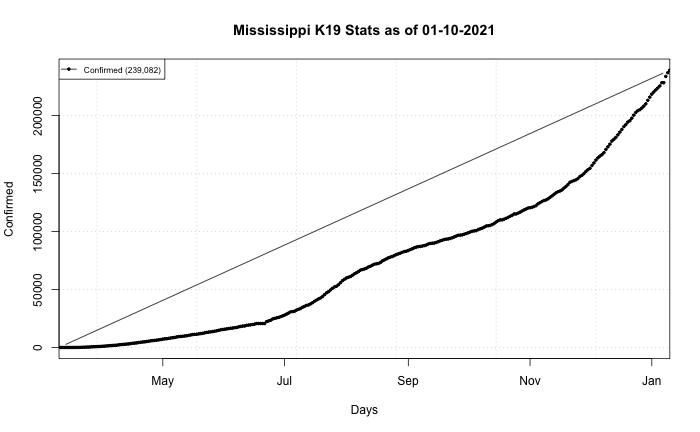 Mississippi K19 Stats as of 01-10-2021
Confirmed (239,082)
Confirmed
200000
150000
100000
50000
0
May Jul Sep Nov Jan
Days